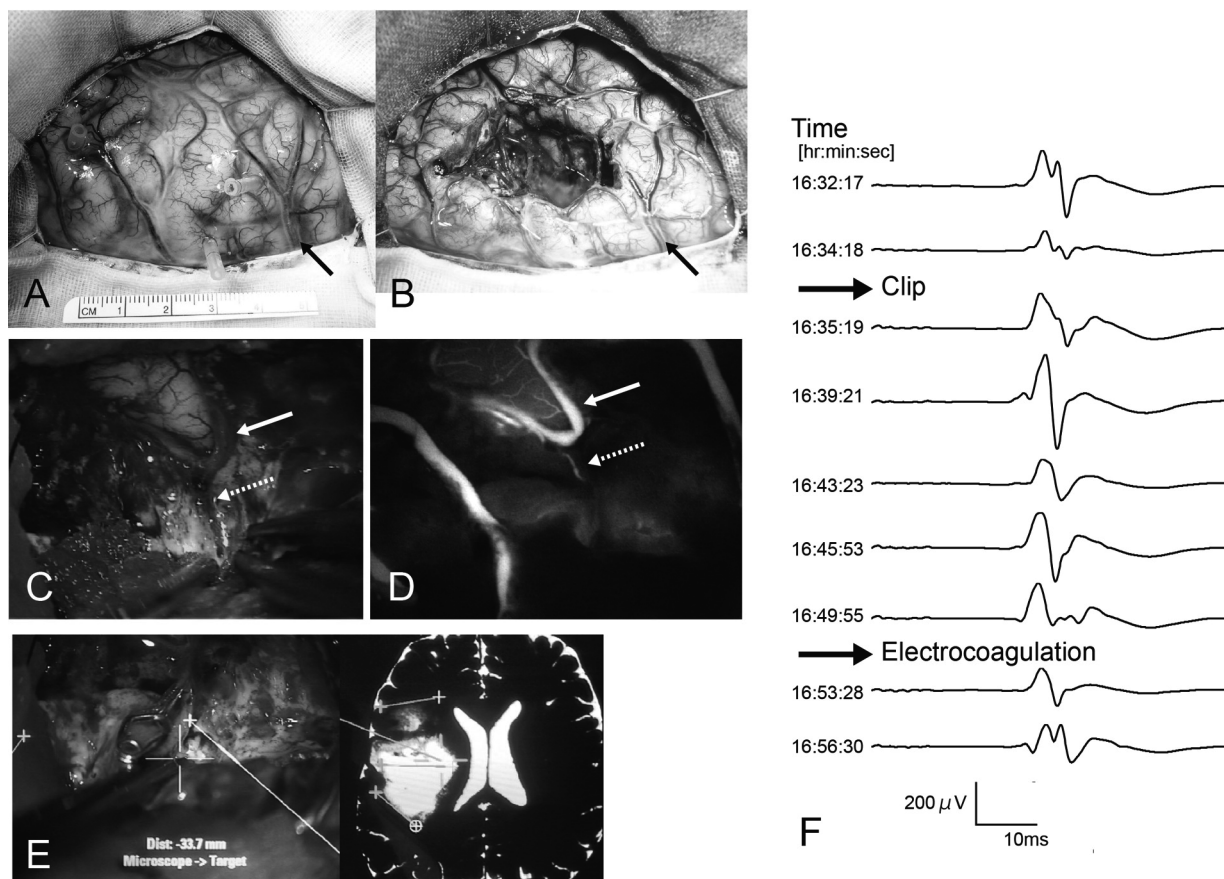 A
B
CM 1 2 3 4
C
D
E
Dist: -33.7 mm
Microscope -> Target
Time
[hr:min:sec]
16:32:17
16:34:18
Clip
16:35:19
16:39:21
16:43:23
16:45:53
16:49:55
Electrocoagulation
16:53:28
16:56:30
200 μV
10ms
F